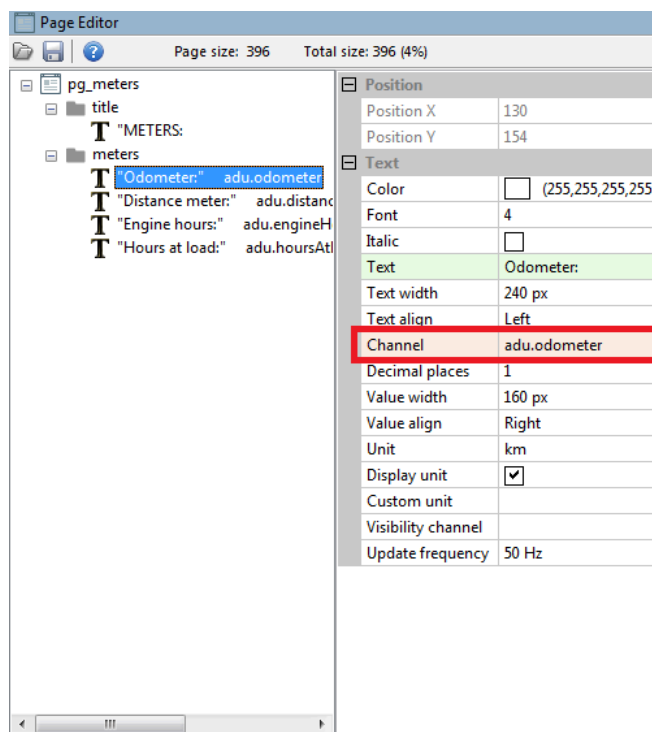 Page Editor
Page size: 396 Total size: 396 (4%)
pg_meters
title
"METERS:
meters
"Odometer:" adu.odometer
"Distance meter:" adu.distanc
"Engine hours:" adu.engineH
"Hours at load:" adu.hoursAtl
Position
Position X 130
Position Y 154
Text
Color (255,255,255,255
Font 4
Italic
Text Odometer:
Text width 240 px
Text align Left
Channel adu.odometer
Decimal places 1
Value width 160 px
Value align Right
Unit km
Display unit
Custom unit
Visibility channel
Update frequency 50 Hz